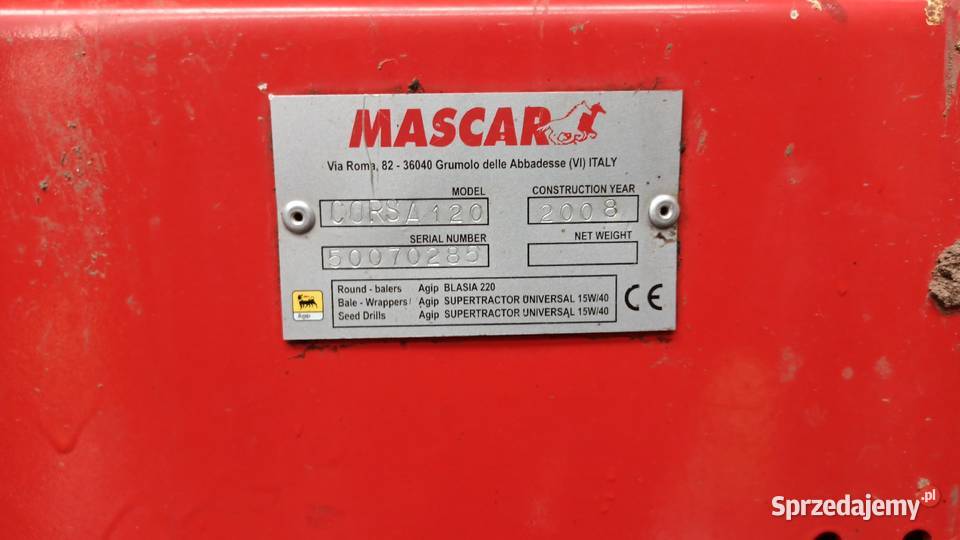 MASCAR
Via Roma, 82 - 36040 Grumolo delle Abbadesse (VI) ITALY
MODEL CONSTRUCTION YEAR
CORSA 120 2008
SERIAL NUMBER NET WEIGHT
50070285
Round - balers Agip BLASIA 220
Bale - Wrappers/ Agip SUPERTRACTOR UNIVERSAL 15W/40
Seed Drills Agip SUPERTRACTOR UNIVERSAL 15W/40
Agip
CE
Sprzedajemy.pl